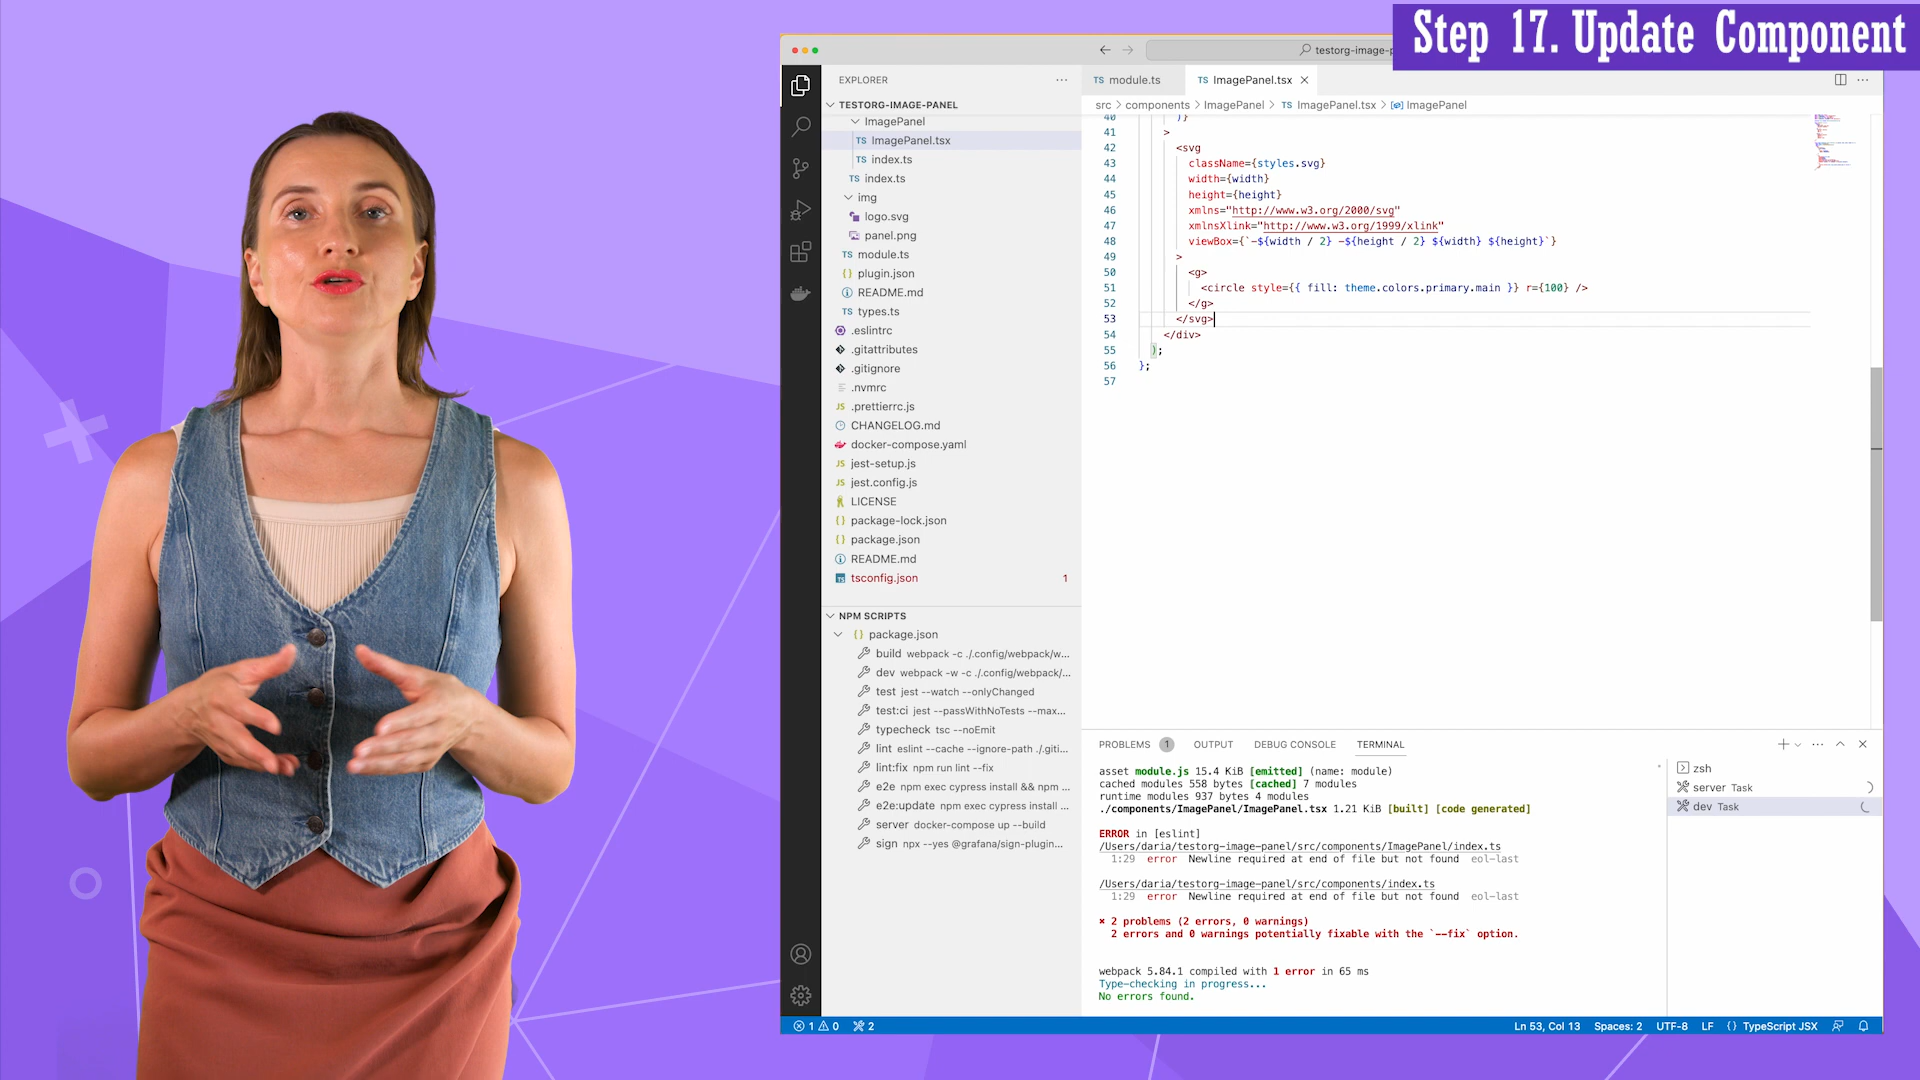 Step 17. Update Component
testorg-image-p
EXPLORER
TS module.ts
TS ImagePanel.tsx
TESTORG-IMAGE-PANEL
src > components > ImagePanel > TS ImagePanel.tsx > ImagePanel
ImagePanel
TS ImagePanel.tsx
TS index.ts
TS index.ts
img
logo.svg
panel.png
TS module.ts
{} plugin.json
README.md
TS types.ts
.eslintrc
.gitattributes
.gitignore
.nvmrc
JS .prettierrc.js
CHANGELOG.md
docker-compose.yaml
JS jest-setup.js
JS jest.config.js
LICENSE
{} package-lock.json
{} package.json
README.md
TS tsconfig.json 1
NPM SCRIPTS
{} package.json
build webpack -c ./.config/webpack/w...
dev webpack -w -c ./.config/webpack/...
test jest --watch --onlyChanged
test:ci jest --passWithNoTests --max...
typecheck tsc --noEmit
lint eslint --cache --ignore-path ./.giti...
lint:fix npm run lint --fix
e2e npm exec cypress install && npm ...
e2e:update npm exec cypress install ...
server docker-compose up --build
sign npx --yes @grafana/sign-plugin...
40 )}
41 >
42 <svg
43 className={styles.svg}
44 width={width}
45 height={height}
46 xmlns="http://www.w3.org/2000/svg"
47 xmlnsXlink="http://www.w3.org/1999/xlink"
48 viewBox={`-${width / 2} -${height / 2} ${width} ${height}`}
49 >
50 <g>
51 <circle style={{ fill: theme.colors.primary.main }} r={100} />
52 </g>
53 </svg>
54 </div>
55 );
56 };
57
PROBLEMS 1 OUTPUT DEBUG CONSOLE TERMINAL
asset module.js 15.4 KiB [emitted] (name: module)
cached modules 558 bytes [cached] 7 modules
runtime modules 937 bytes 4 modules
./components/ImagePanel/ImagePanel.tsx 1.21 KiB [built] [code generated]
ERROR in [eslint]
/Users/daria/testorg-image-panel/src/components/ImagePanel/index.ts
1:29 error Newline required at end of file but not found eol-last
/Users/daria/testorg-image-panel/src/components/index.ts
1:29 error Newline required at end of file but not found eol-last
✖ 2 problems (2 errors, 0 warnings)
2 errors and 0 warnings potentially fixable with the `--fix` option.
webpack 5.84.1 compiled with 1 error in 65 ms
Type-checking in progress...
No errors found.
zsh
server Task
dev Task
1 0 2
Ln 53, Col 13 Spaces: 2 UTF-8 LF {} TypeScript JSX